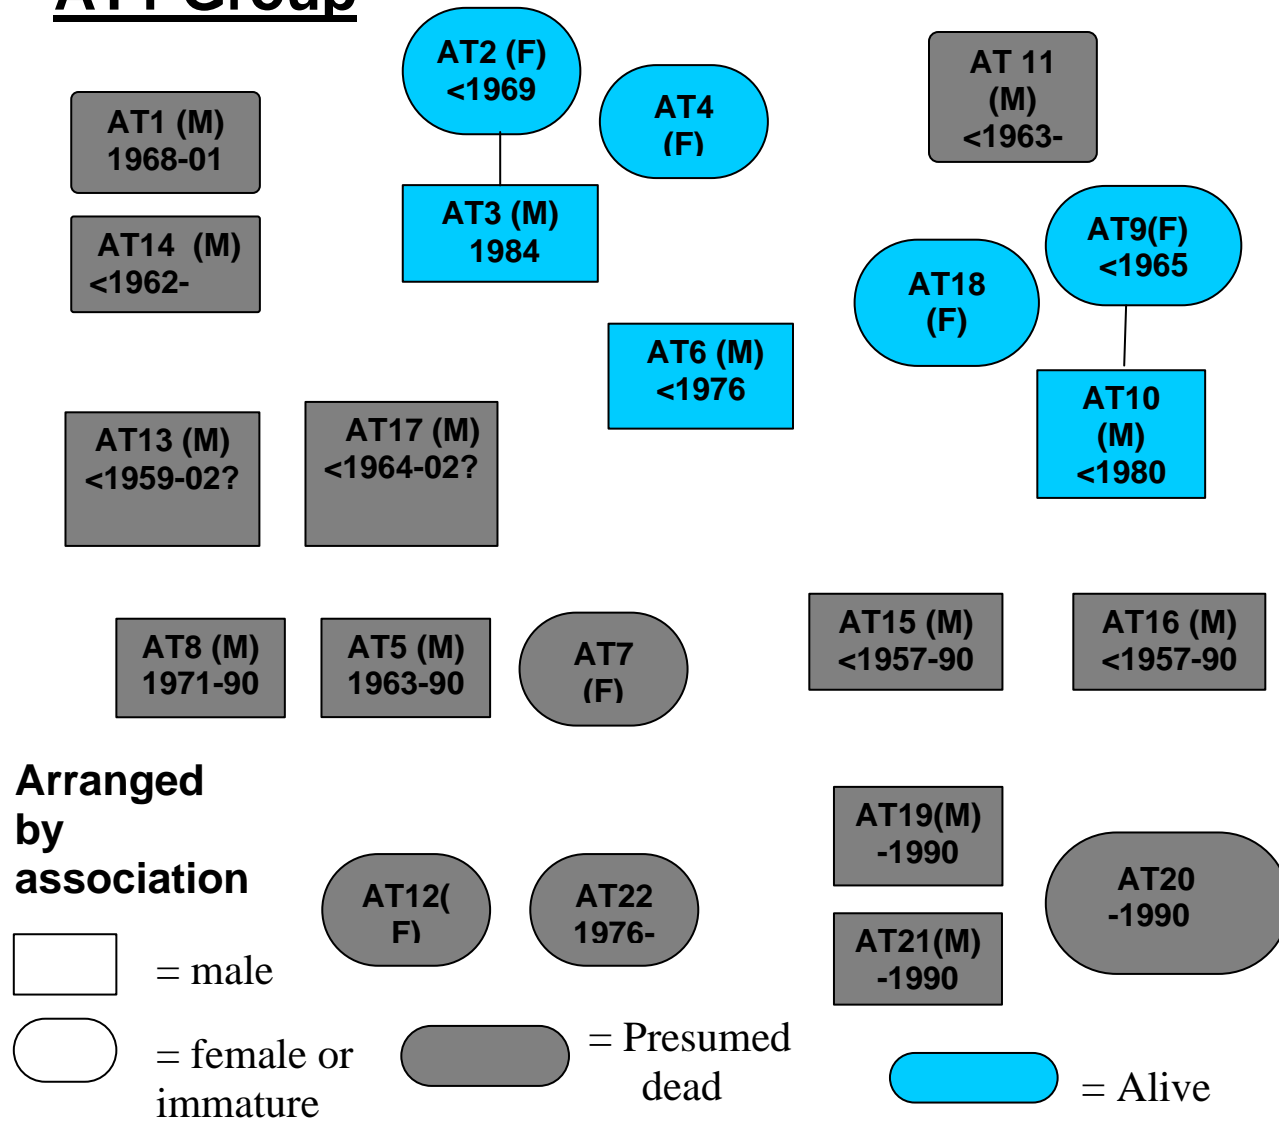 AT1 Group
AT2 (F)
<1969
AT4
(F)
AT 11
(M)
<1963-
AT1 (M)
1968-01
AT14 (M)
<1962-
AT3 (M)
1984
AT9(F)
<1965
AT18
(F)
AT6 (M)
<1976
AT10
(M)
<1980
AT13 (M)
<1959-02?
AT17 (M)
<1964-02?
AT8 (M)
1971-90
AT5 (M)
1963-90
AT7
(F)
AT15 (M)
<1957-90
AT16 (M)
<1957-90
Arranged
by
association
AT12(
F)
AT22
1976-
AT19(M)
-1990
AT20
-1990
AT21(M)
-1990
= male
= female or
immature
= Presumed
dead
= Alive